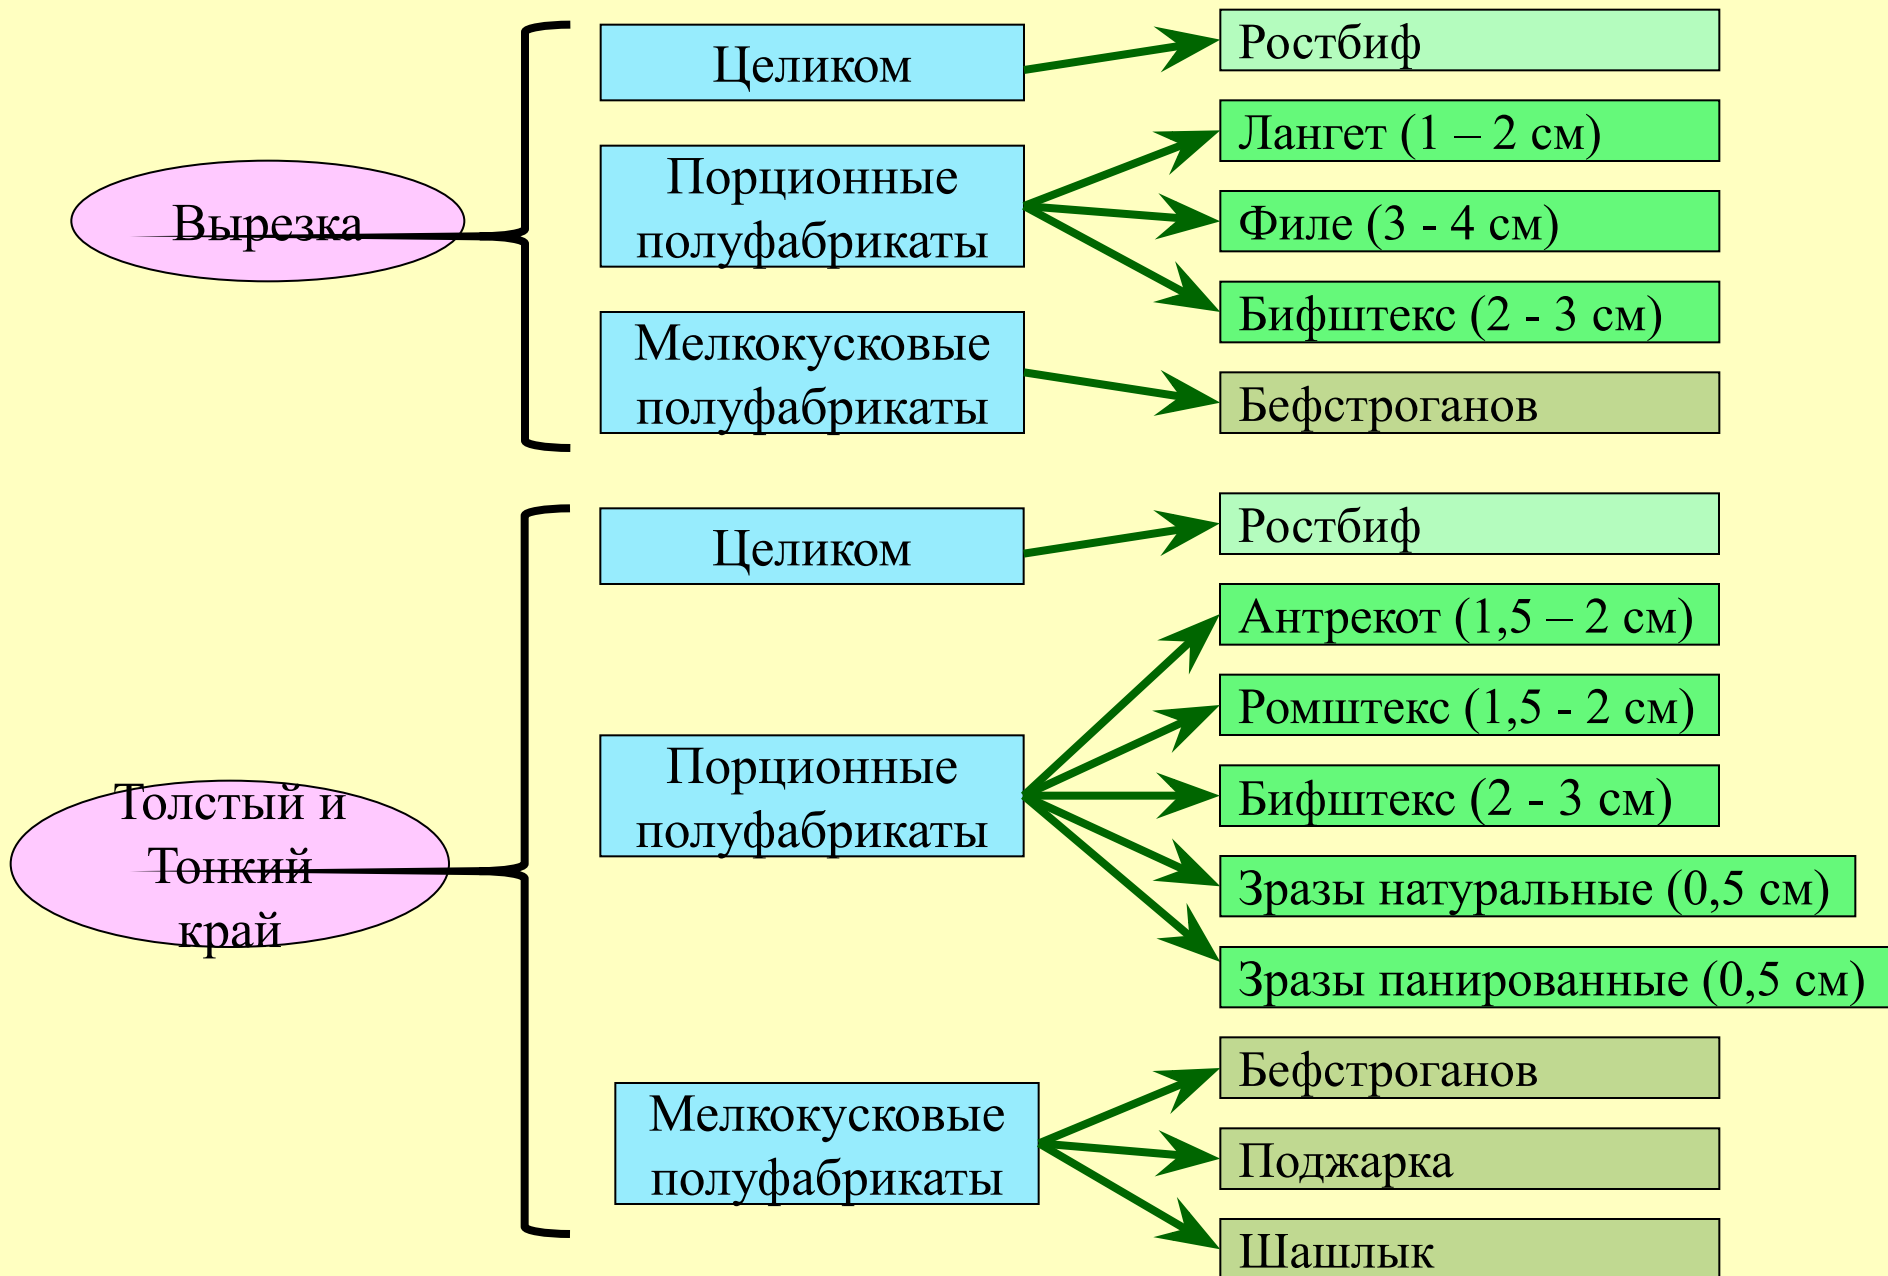 Вырезка
Целиком
Ростбиф
Порционные
полуфабрикаты
Лангет (1 – 2 см)
Филе (3 - 4 см)
Бифштекс (2 - 3 см)
Мелкокусковые
полуфабрикаты
Бефстроганов
Толстый и
Тонкий
край
Целиком
Ростбиф
Порционные
полуфабрикаты
Антрекот (1,5 – 2 см)
Ромштекс (1,5 - 2 см)
Бифштекс (2 - 3 см)
Зразы натуральные (0,5 см)
Зразы панированные (0,5 см)
Мелкокусковые
полуфабрикаты
Бефстроганов
Поджарка
Шашлык